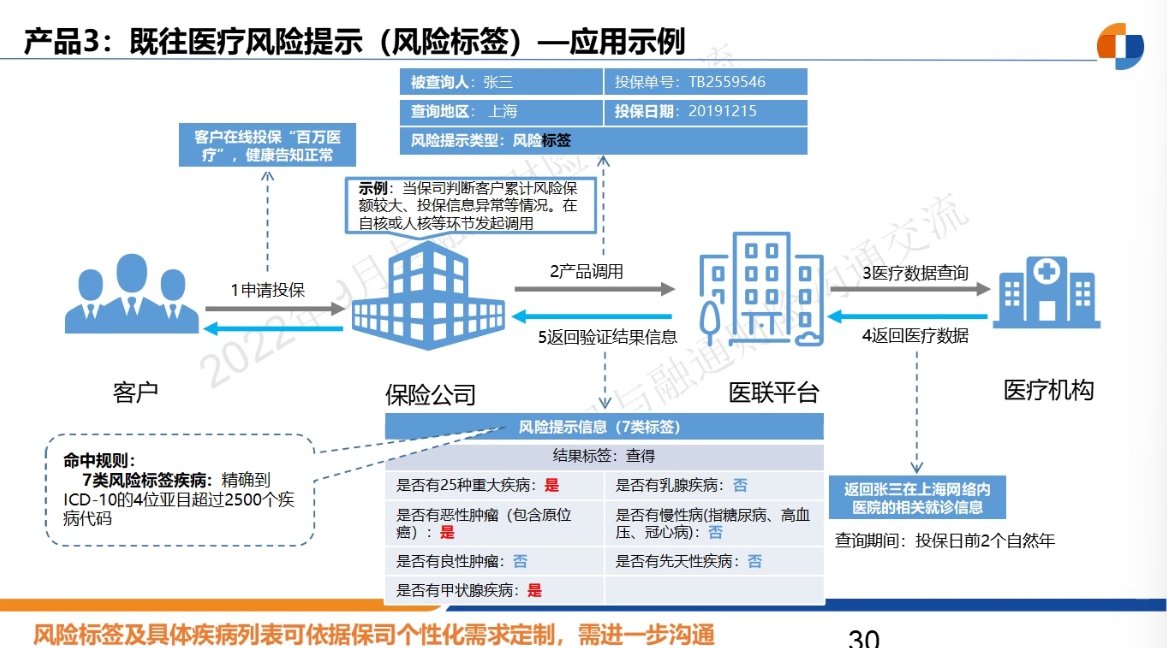 产品3：既往医疗风险提示（风险标签）—应用示例
被查询人：张三
投保单号：TB2559546
查询地区： 上海
投保日期：20191215
风险提示类型：风险标签
客户在线投保“百万医
疗”，健康告知正常
示例：当保司判断客户累计风险保
额较大、投保信息异常等情况。在
自核或人核等环节发起调用
1申请投保
2产品调用
3医疗数据查询
5返回验证结果信息
4返回医疗数据
客户
保险公司
医联平台
医疗机构
命中规则：
7类风险标签疾病：精确到
ICD-10的4位亚目超过2500个疾
病代码
风险提示信息（7类标签）
结果标签：查得
是否有25种重大疾病：是
是否有乳腺疾病：否
是否有恶性肿瘤（包含原位
癌）：是
是否有慢性病(指糖尿病、高血
压、冠心病)：否
是否有良性肿瘤：否
是否有先天性疾病：否
是否有甲状腺疾病：是
返回张三在上海网络内
医院的相关就诊信息
查询期间：投保日前2个自然年
风险标签及具体疾病列表可依据保司个性化需求定制，需进一步沟通
30